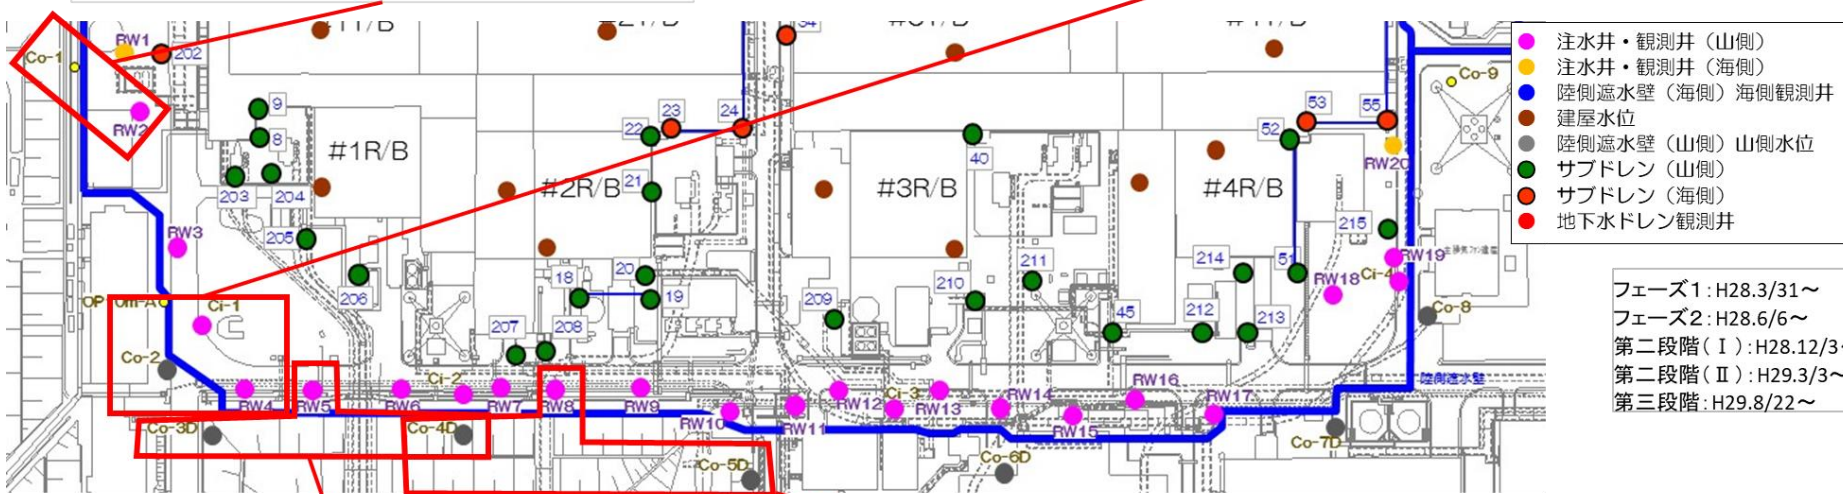 RW1
Co-1
202
RW2
9
8
203
204
#1R/B
205
206
RW3
Ci-1
Co-2
RW4
RW5
RW6
Ci-2
RW7
RW8
RW9
Co-3D
Co-4D
Co-5D
22
23
24
21
#2R/B
18
20
19
207
208
#3R/B
40
209
210
211
45
RW10
RW11
RW12
Ci-3
RW13
RW14
RW15
RW16
RW17
Co-6D
Co-7D
52
53
55
RW20
#4R/B
215
214
51
212
213
RW18
RW19
Ci-4
Co-8
Co-9
陸側遮水壁
注水井・観測井（山側）
注水井・観測井（海側）
陸側遮水壁（海側）海側観測井
建屋水位
陸側遮水壁（山側）山側水位
サブドレン（山側）
サブドレン（海側）
地下水ドレン観測井
フェーズ1：H28.3/31～
フェーズ2：H28.6/6～
第二段階（Ⅰ）：H28.12/3
第二段階（Ⅱ）：H29.3/3～
第三段階：H29.8/22～